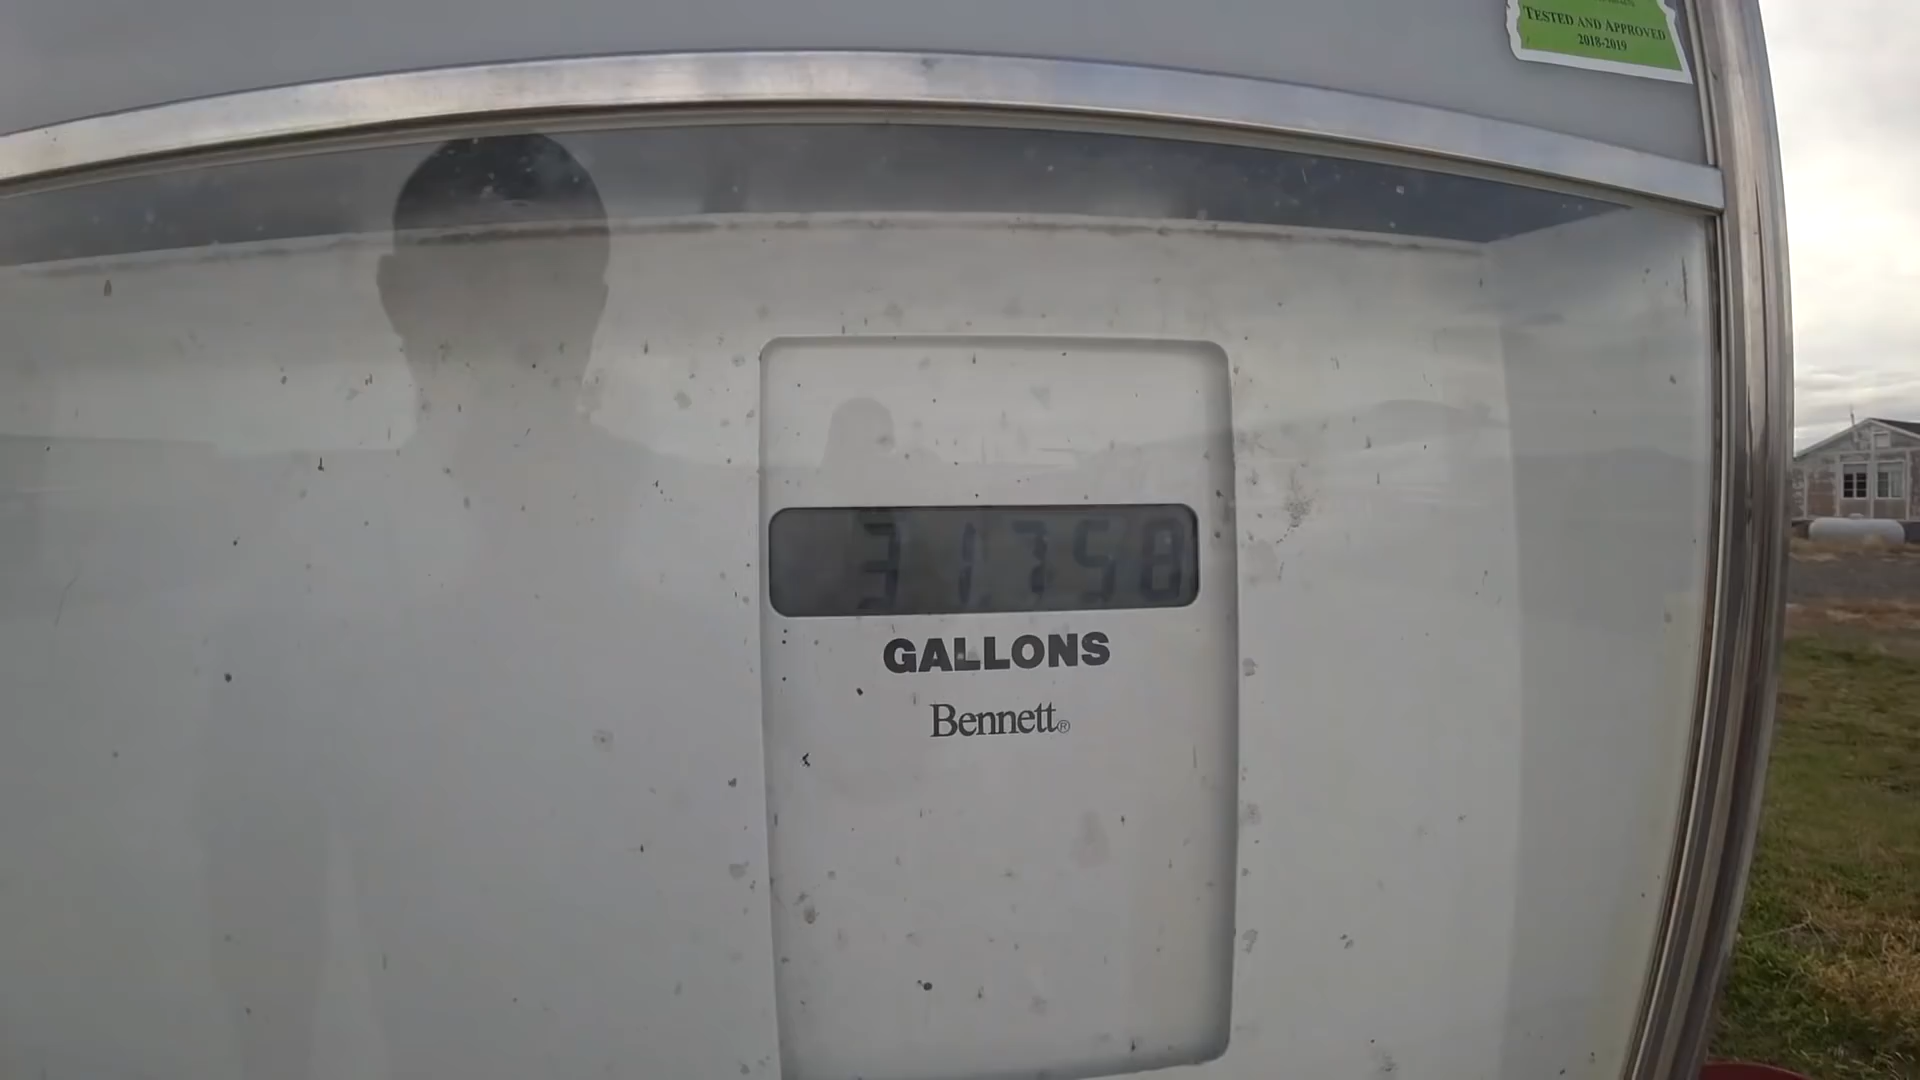 TESTED AND APPROVED
2018-2019
31.758
GALLONS
Bennett®